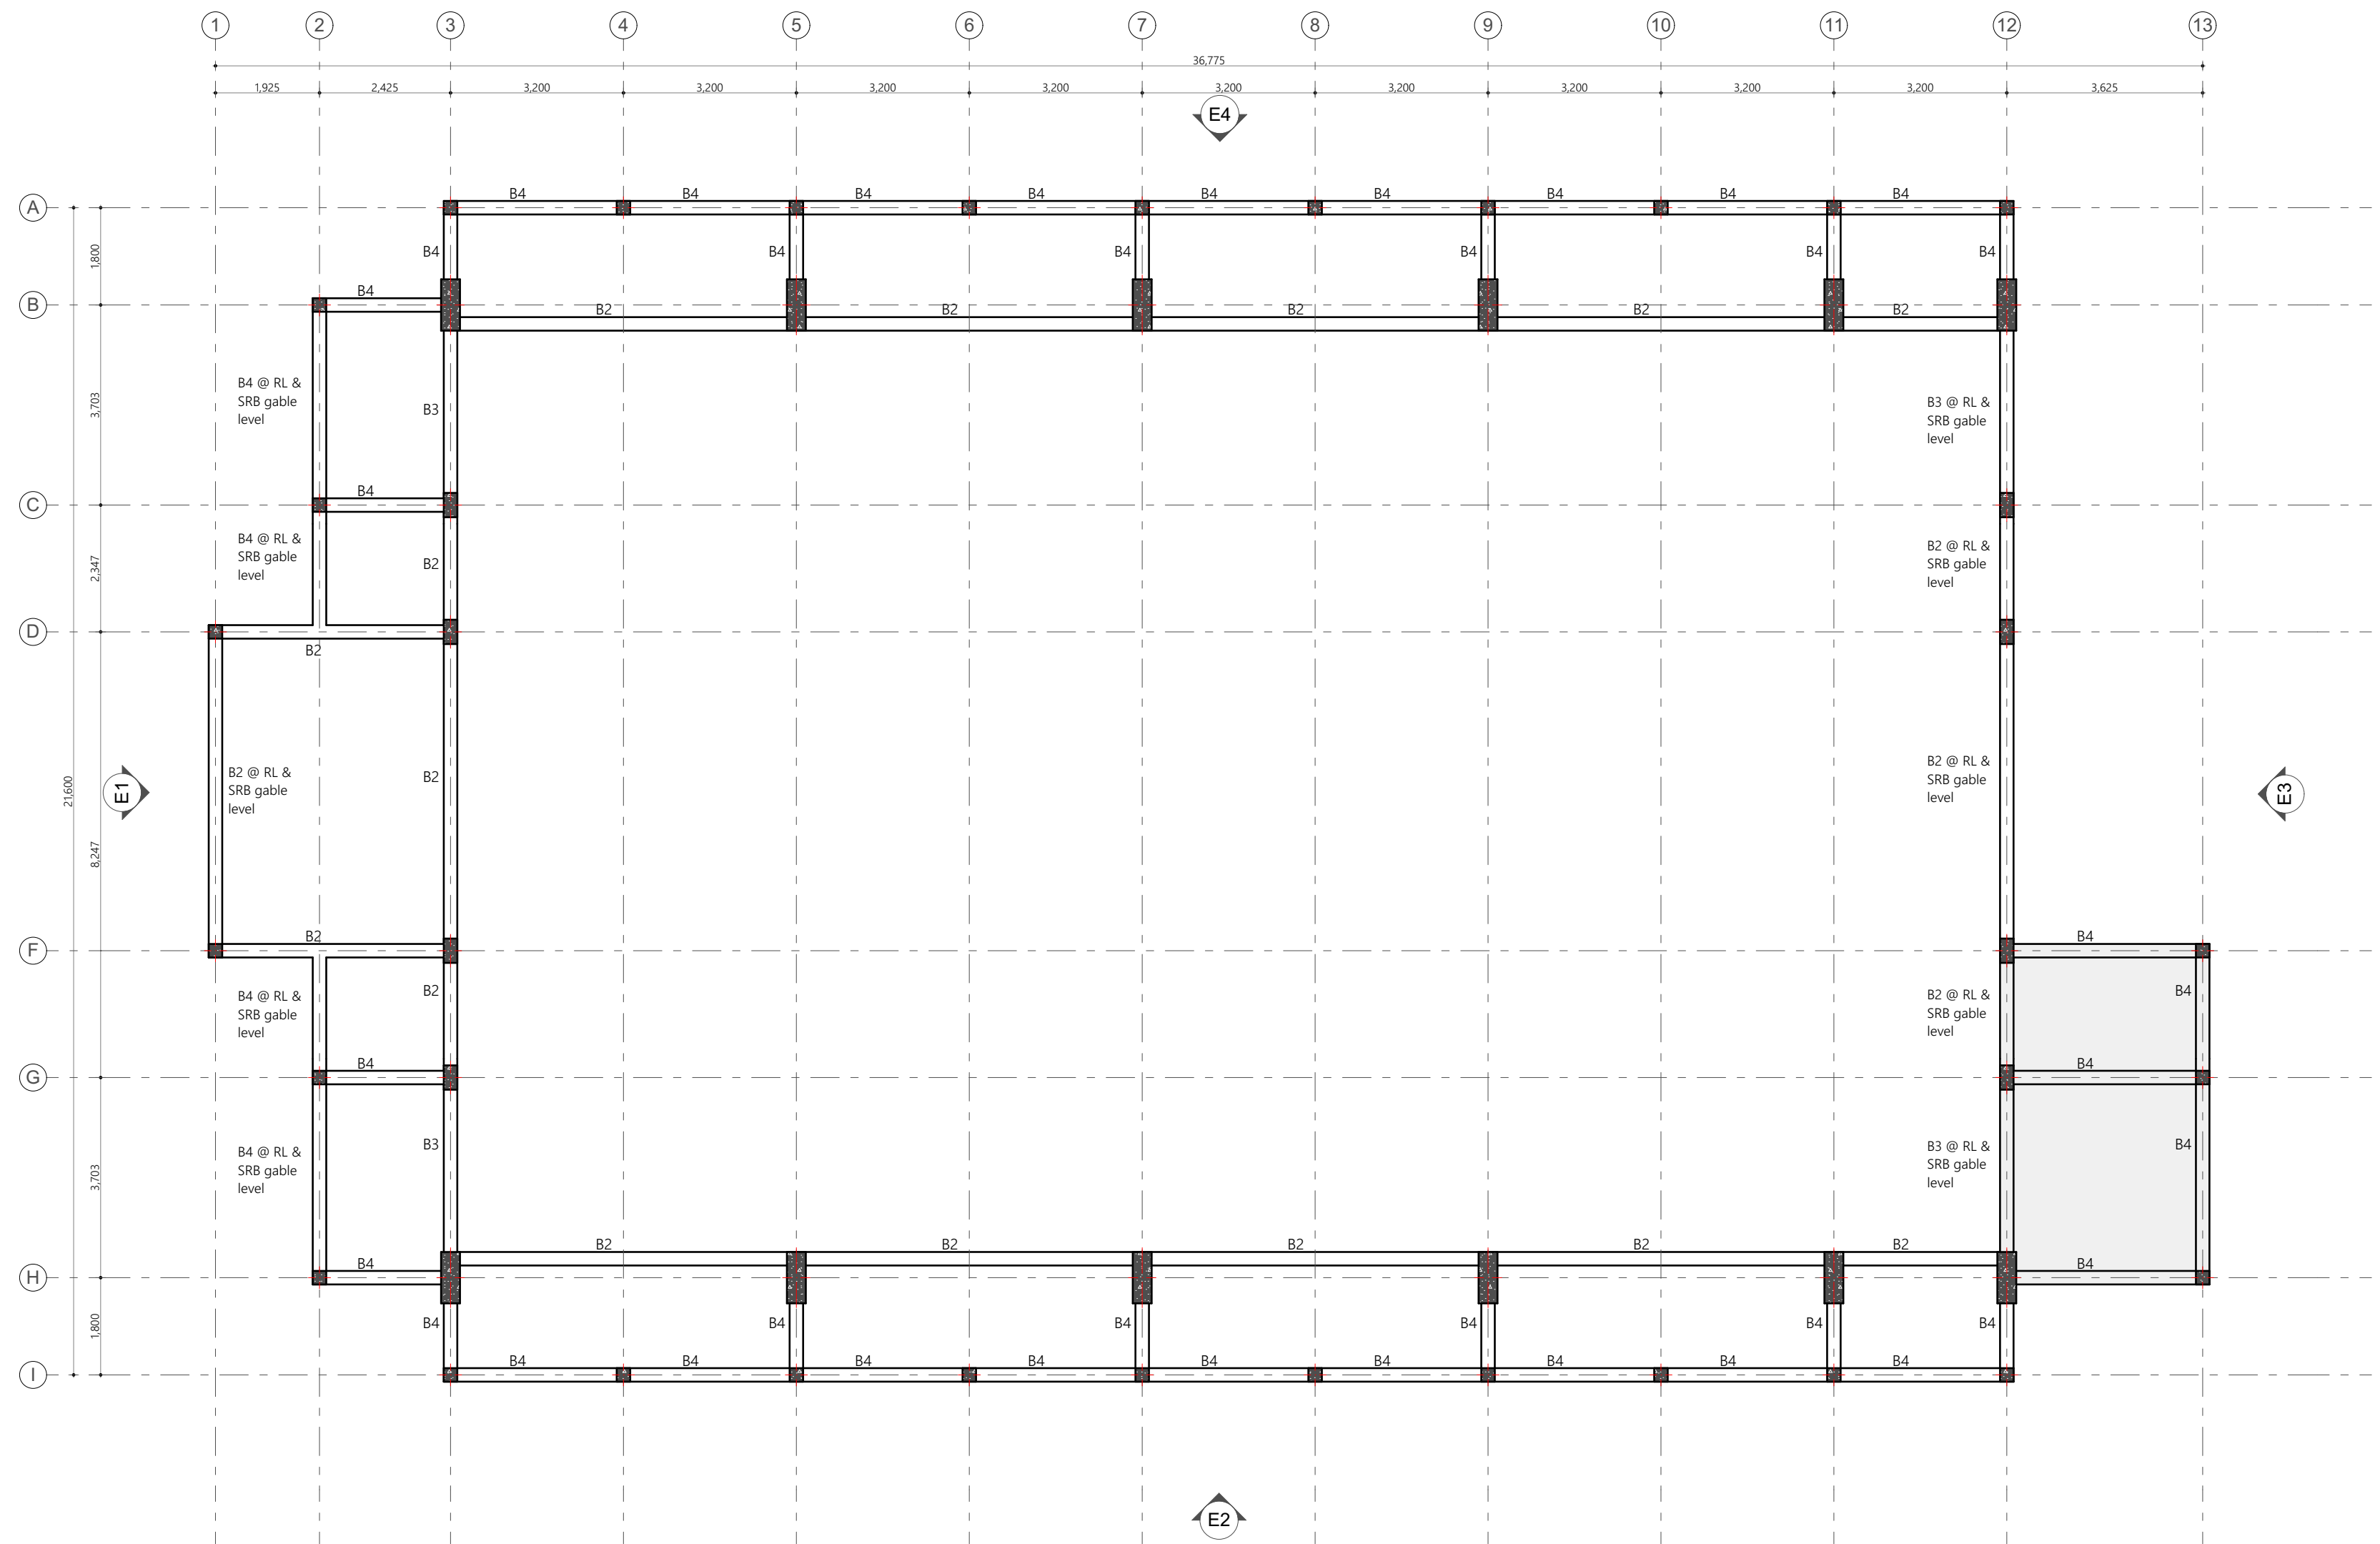 1 2 3 4 5 6 7 8 9 10 11 12 13
36,775
1,925 2,425 3,200 3,200 3,200 3,200 3,200 3,200 3,200 3,200 3,200 3,625
E4
B4 B4 B4 B4 B4 B4 B4 B4 B4
A
1,800
B4 B4 B4 B4 B4 B4
B4
B
B2 B2 B2 B2 B2
B4 @ RL &
SRB gable
level
3,703
B3
B3 @ RL &
SRB gable
level
B4
C
B4 @ RL &
SRB gable
level
2,347
B2
B2 @ RL &
SRB gable
level
D
B2
E1
21,600
B2 @ RL &
SRB gable
level
B2
B2 @ RL &
SRB gable
level
E3
8,247
B2
B4
F
B4 @ RL &
SRB gable
level
B2
B2 @ RL &
SRB gable
level
B4
B4
B4
G
B4 @ RL &
SRB gable
level
3,703
B3
B3 @ RL &
SRB gable
level
B4
B2 B2 B2 B2 B2
B4
B4
H
1,800
B4 B4 B4 B4 B4 B4
B4 B4 B4 B4 B4 B4 B4 B4 B4
I
E2